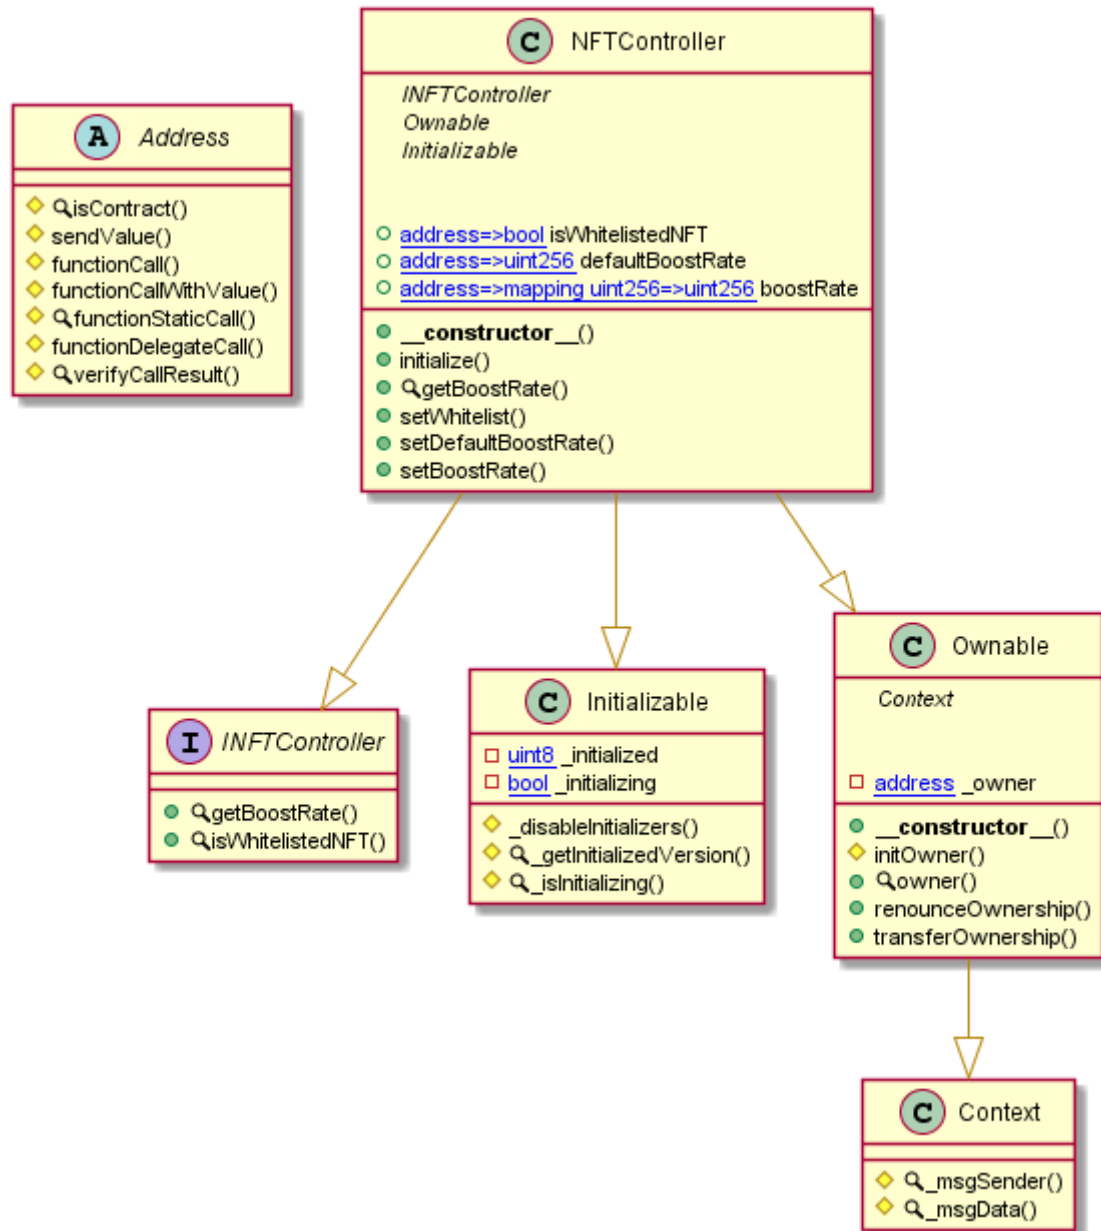 C NFTController
INFTController
Ownable
Initializable
address=>bool isWhitelistedNFT
address=>uint256 defaultBoostRate
address=>mapping uint256=>uint256 boostRate
__constructor__()
initialize()
getBoostRate()
setWhitelist()
setDefaultBoostRate()
setBoostRate()
A Address
isContract()
sendValue()
functionCall()
functionCallWithValue()
functionStaticCall()
functionDelegateCall()
verifyCallResult()
I INFTController
getBoostRate()
isWhitelistedNFT()
C Initializable
uint8 _initialized
bool _initializing
_disableInitializers()
_getInitializedVersion()
_isInitializing()
C Ownable
Context
address _owner
__constructor__()
initOwner()
owner()
renounceOwnership()
transferOwnership()
C Context
_msgSender()
_msgData()